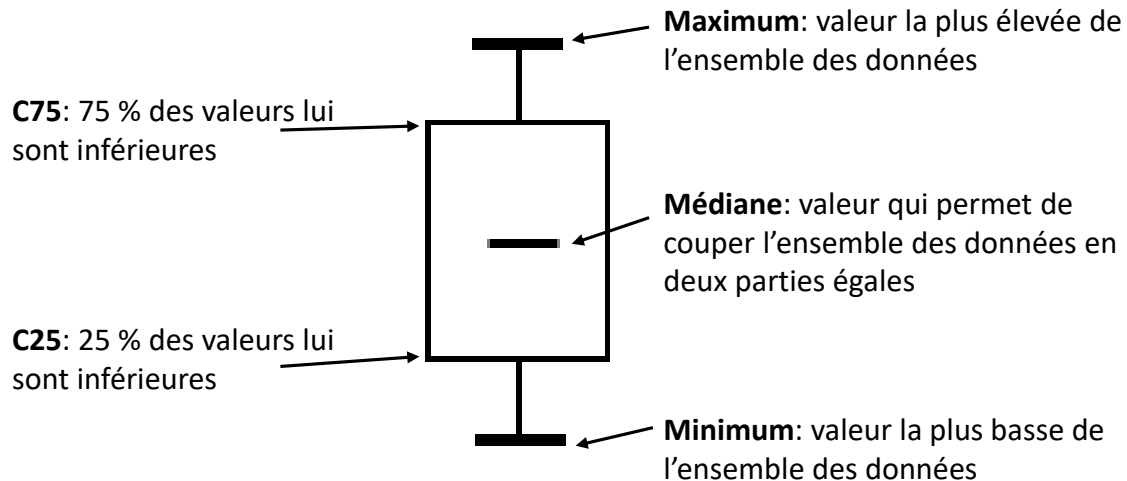 Maximum: valeur la plus élevée de
l’ensemble des données
C75: 75 % des valeurs lui
sont inférieures
Médiane: valeur qui permet de
couper l’ensemble des données en
deux parties égales
C25: 25 % des valeurs lui
sont inférieures
Minimum: valeur la plus basse de
l’ensemble des données